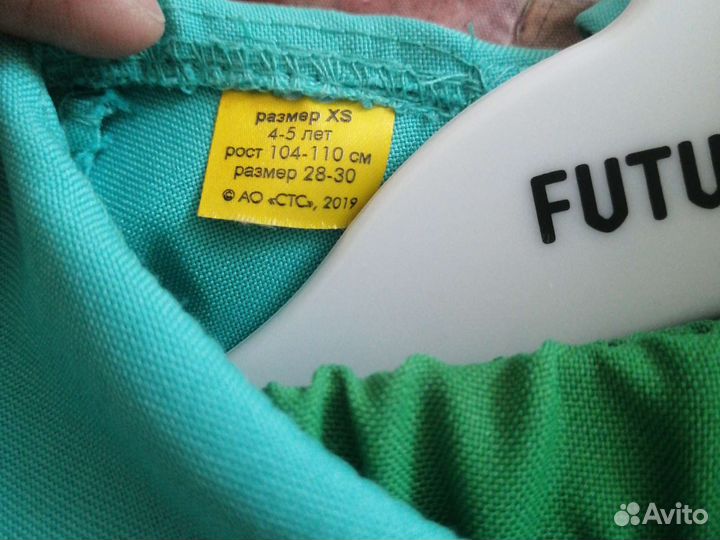 размер XS
4-5 лет
рост 104-110 см
размер 28-30
© АО «СТС», 2019
FUTU
Avito